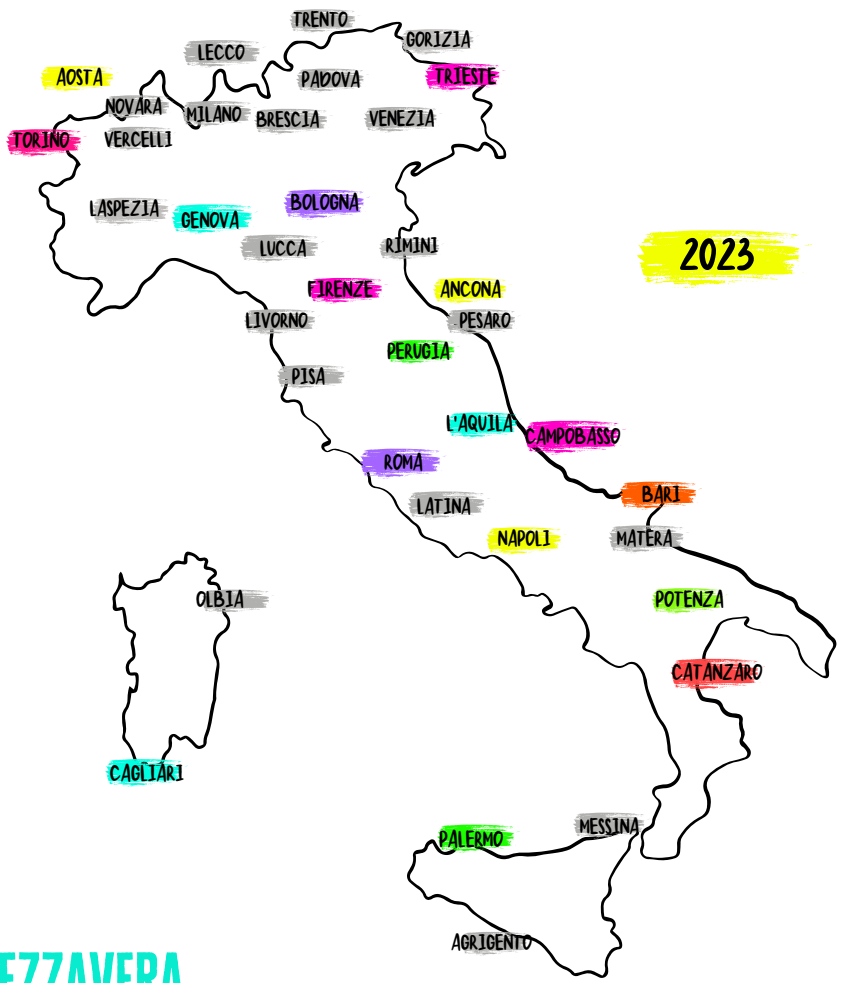 TRENTO
GORIZIA
LECCO
AOSTA
PADOVA
TRIESTE
NOVARA
MILANO
BRESCIA
VENEZIA
TORINO
VERCELLI
LASPEZIA
GENOVA
BOLOGNA
LUCCA
RIMINI
2023
FIRENZE
ANCONA
LIVORNO
PESARO
PERUGIA
PISA
L'AQUILA
CAMPOBASSO
ROMA
BARI
LATINA
NAPOLI
MATERA
OLBIA
POTENZA
CATANZARO
CAGLIARI
PALERMO
MESSINA
AGRIGENTO